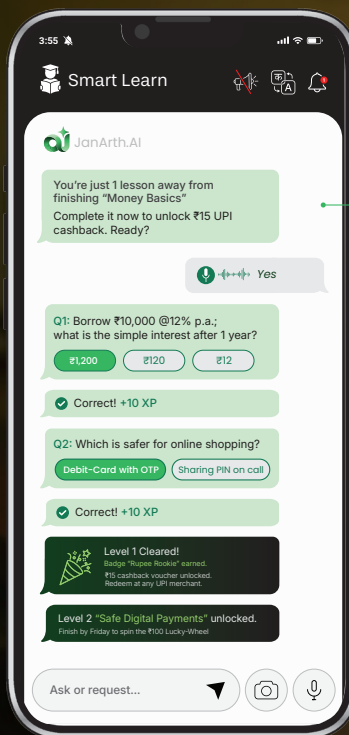 3:55
Smart Learn
क
A
JanArth.AI
You're just 1 lesson away from
finishing "Money Basics"
Complete it now to unlock ₹15 UPI
cashback. Ready?
Yes
Q1: Borrow ₹10,000 @12% p.a.;
what is the simple interest after 1 year?
₹1,200 ₹120 ₹12
Correct! +10 XP
Q2: Which is safer for online shopping?
Debit-Card with OTP Sharing PIN on call
Correct! +10 XP
Level 1 Cleared!
Badge "Rupee Rookie" earned.
₹15 cashback voucher unlocked.
Redeem at any UPI merchant.
Level 2 "Safe Digital Payments" unlocked.
Finish by Friday to spin the ₹100 Lucky-Wheel
Ask or request...